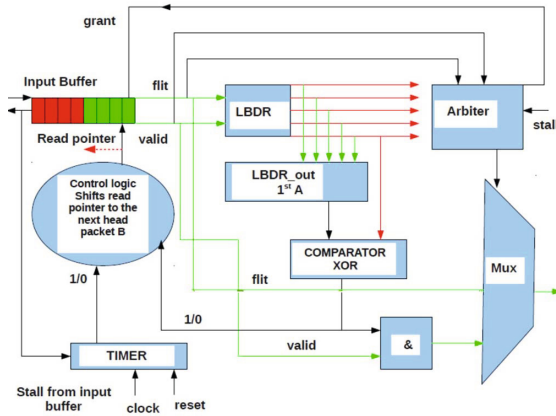 grant
Input Buffer
flit
LBDR
Arbiter
stall
valid
Read pointer
Control logic
Shifts read
pointer to the
next head
packet B
LBDR_out
1st A
COMPARATOR
XOR
Mux
flit
1/0
1/0
valid
&
TIMER
Stall from input
buffer
clock
reset